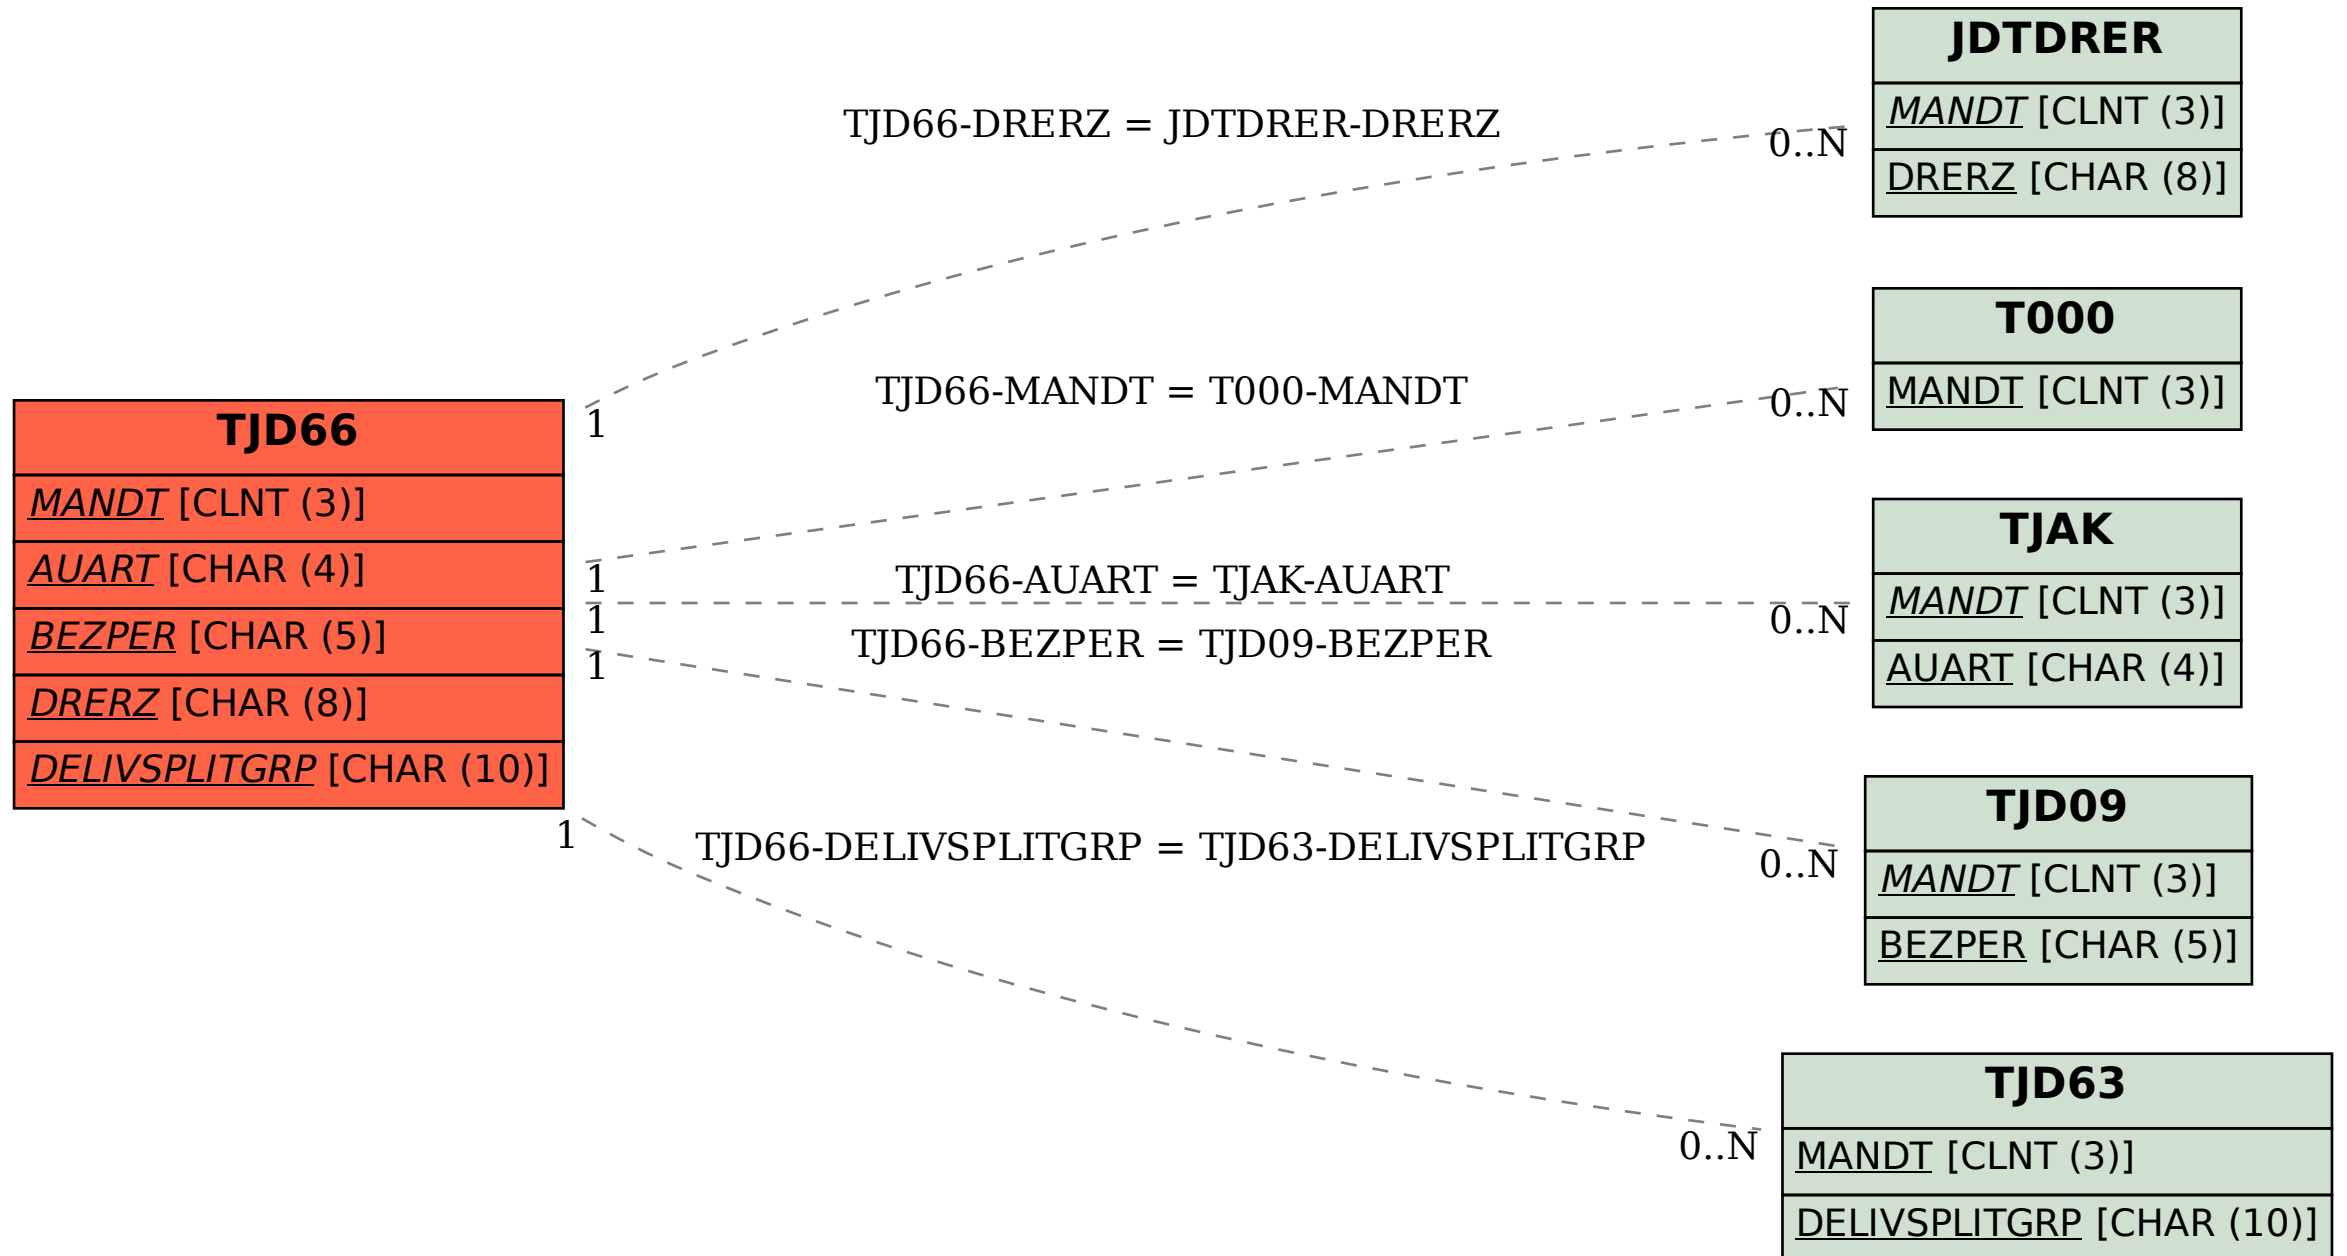 JDTDRER
MANDT [CLNT (3)]
DRERZ [CHAR (8)]
TJD66-DRERZ = JDTDRER-DRERZ
0..N
1
T000
MANDT [CLNT (3)]
TJD66-MANDT = T000-MANDT
0..N
1
TJD66
MANDT [CLNT (3)]
AUART [CHAR (4)]
BEZPER [CHAR (5)]
DRERZ [CHAR (8)]
DELIVSPLITGRP [CHAR (10)]
TJAK
MANDT [CLNT (3)]
AUART [CHAR (4)]
TJD66-AUART = TJAK-AUART
0..N
1
TJD66-BEZPER = TJD09-BEZPER
1
0..N
TJD09
MANDT [CLNT (3)]
BEZPER [CHAR (5)]
1
TJD66-DELIVSPLITGRP = TJD63-DELIVSPLITGRP
0..N
TJD63
MANDT [CLNT (3)]
DELIVSPLITGRP [CHAR (10)]